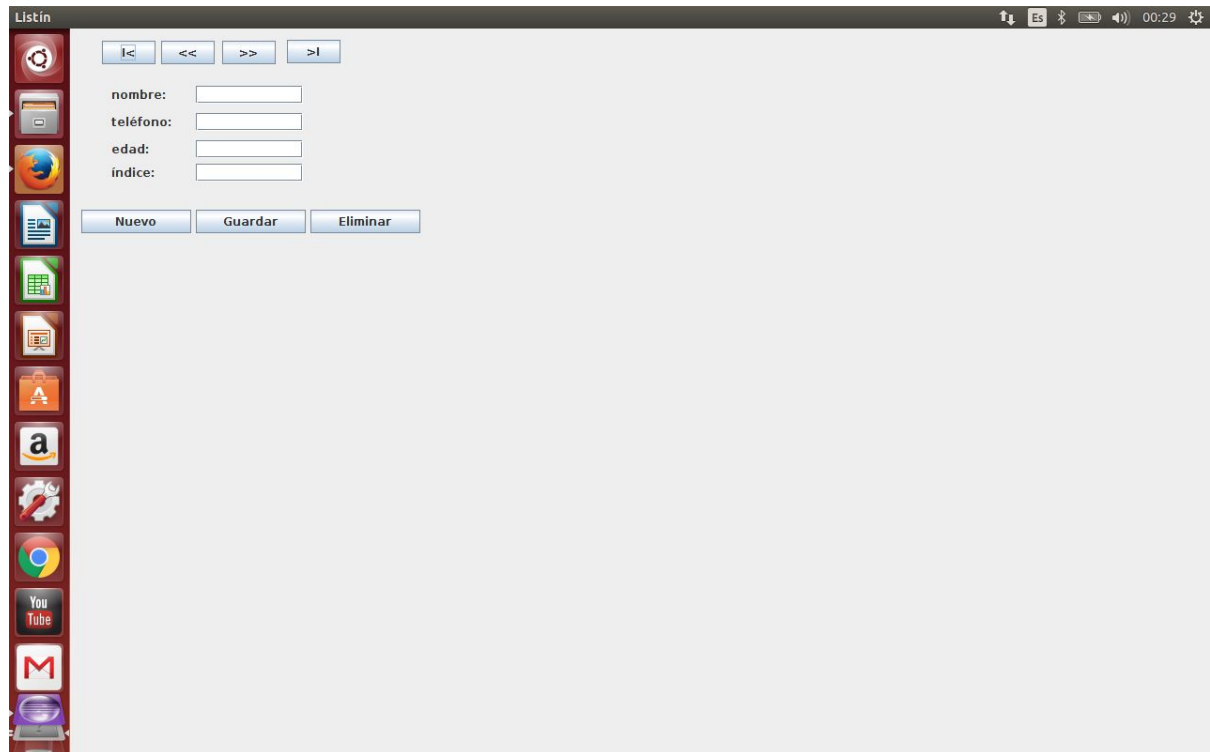 Listín
Es
00:29
I<
<<
>>
>I
nombre:
teléfono:
edad:
índice:
Nuevo
Guardar
Eliminar
A
a
You
Tube
M